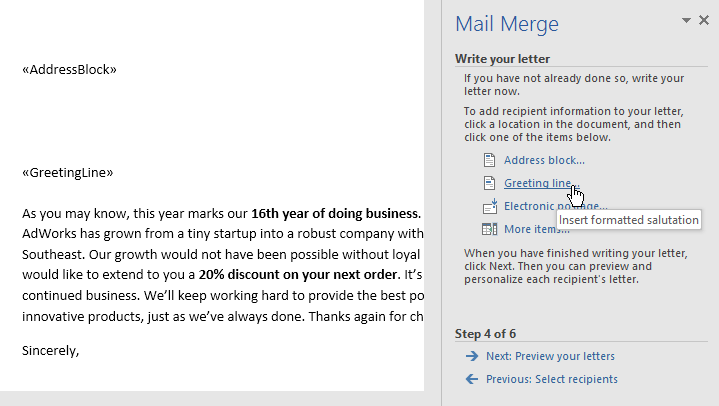 «AddressBlock»
«GreetingLine»
As you may know, this year marks our 16th year of doing business.
AdWorks has grown from a tiny startup into a robust company with
Southeast. Our growth would not have been possible without loyal
would like to extend to you a 20% discount on your next order. It's
continued business. We'll keep working hard to provide the best po
innovative products, just as we've always done. Thanks again for ch
Sincerely,
Mail Merge
Write your letter
If you have not already done so, write your
letter now.
To add recipient information to your letter,
click a location in the document, and then
click one of the items below.
Address block...
Greeting line...
Electronic postage...
Insert formatted salutation
More items...
When you have finished writing your letter,
click Next. Then you can preview and
personalize each recipient's letter.
Step 4 of 6
Next: Preview your letters
Previous: Select recipients